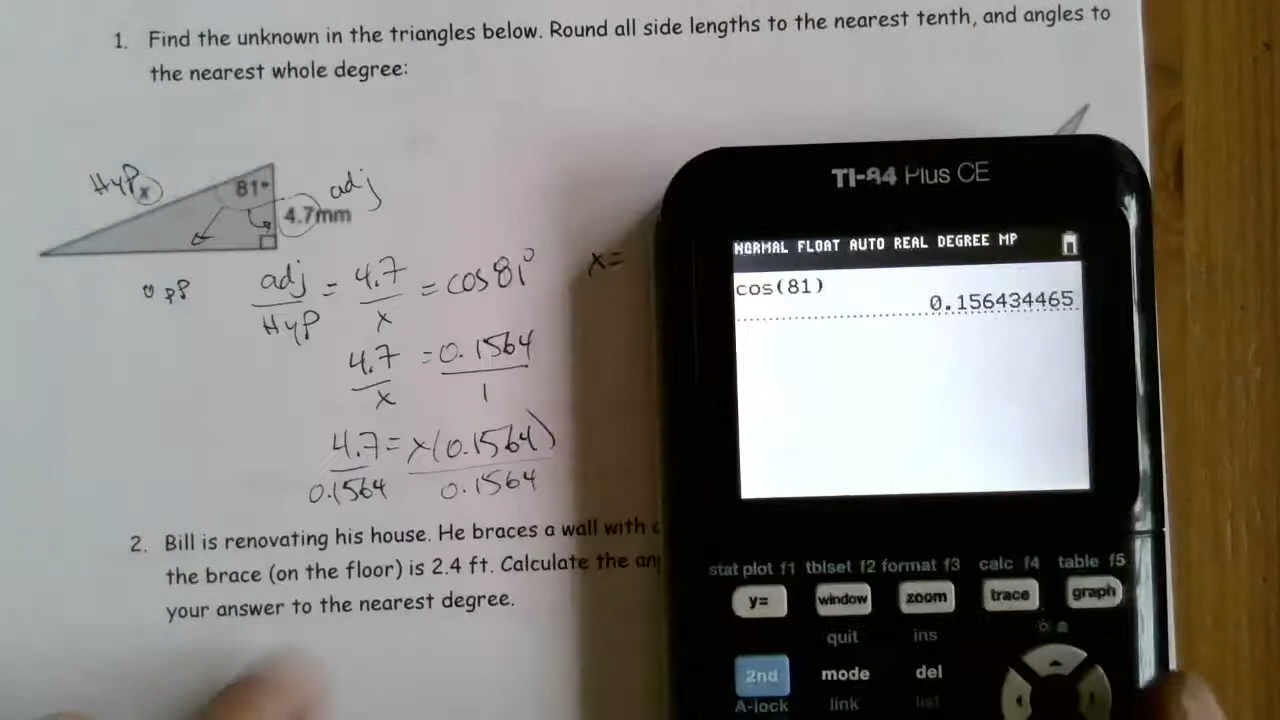 1. Find the unknown in the triangles below. Round all side lengths to the nearest tenth, and angles to
the nearest whole degree:
Hyp x
81°
adj
4.7mm
opp
adj/Hyp = 4.7/x = cos81°
x=
4.7/x = 0.1564/1
4.7/0.1564 = x(0.1564)/0.1564
2. Bill is renovating his house. He braces a wall with
the brace (on the floor) is 2.4 ft. Calculate the
your answer to the nearest degree.
TI-84 Plus CE
NORMAL FLOAT AUTO REAL DEGREE MP
cos(81)
0.156434465
stat plot f1 tblset f2 format f3 calc f4 table f5
y= window zoom trace graph
quit ins
2nd mode del
A-lock link list